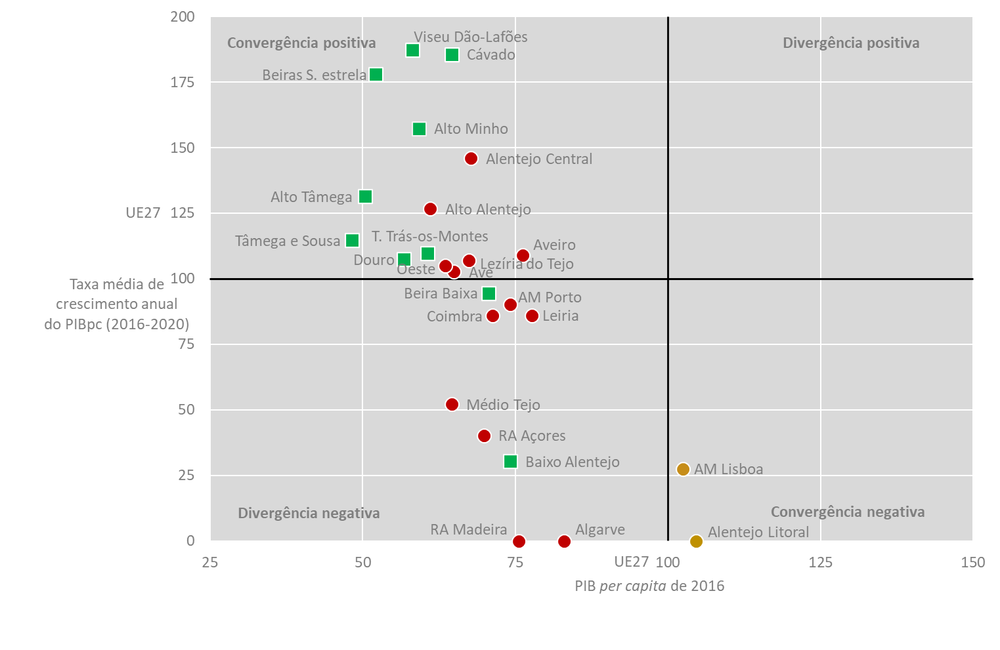 200
Viseu Dão-Lafões
Convergência positiva
Divergência positiva
Cávado
Beiras S. estrela
175
Alto Minho
150
Alentejo Central
Alto Tâmega
UE27 125
Alto Alentejo
T. Trás-os-Montes
Tâmega e Sousa
Aveiro
Douro
Lezíria do Tejo
Oeste
Ave
100
Taxa média de
crescimento anual
do PIBpc (2016-2020)
Beira Baixa
AM Porto
Coimbra
Leiria
75
Médio Tejo
50
RA Açores
Baixo Alentejo
AM Lisboa
25
Divergência negativa
Convergência negativa
RA Madeira
Algarve
Alentejo Litoral
0
25 50 75 UE27 100 125 150
PIB per capita de 2016